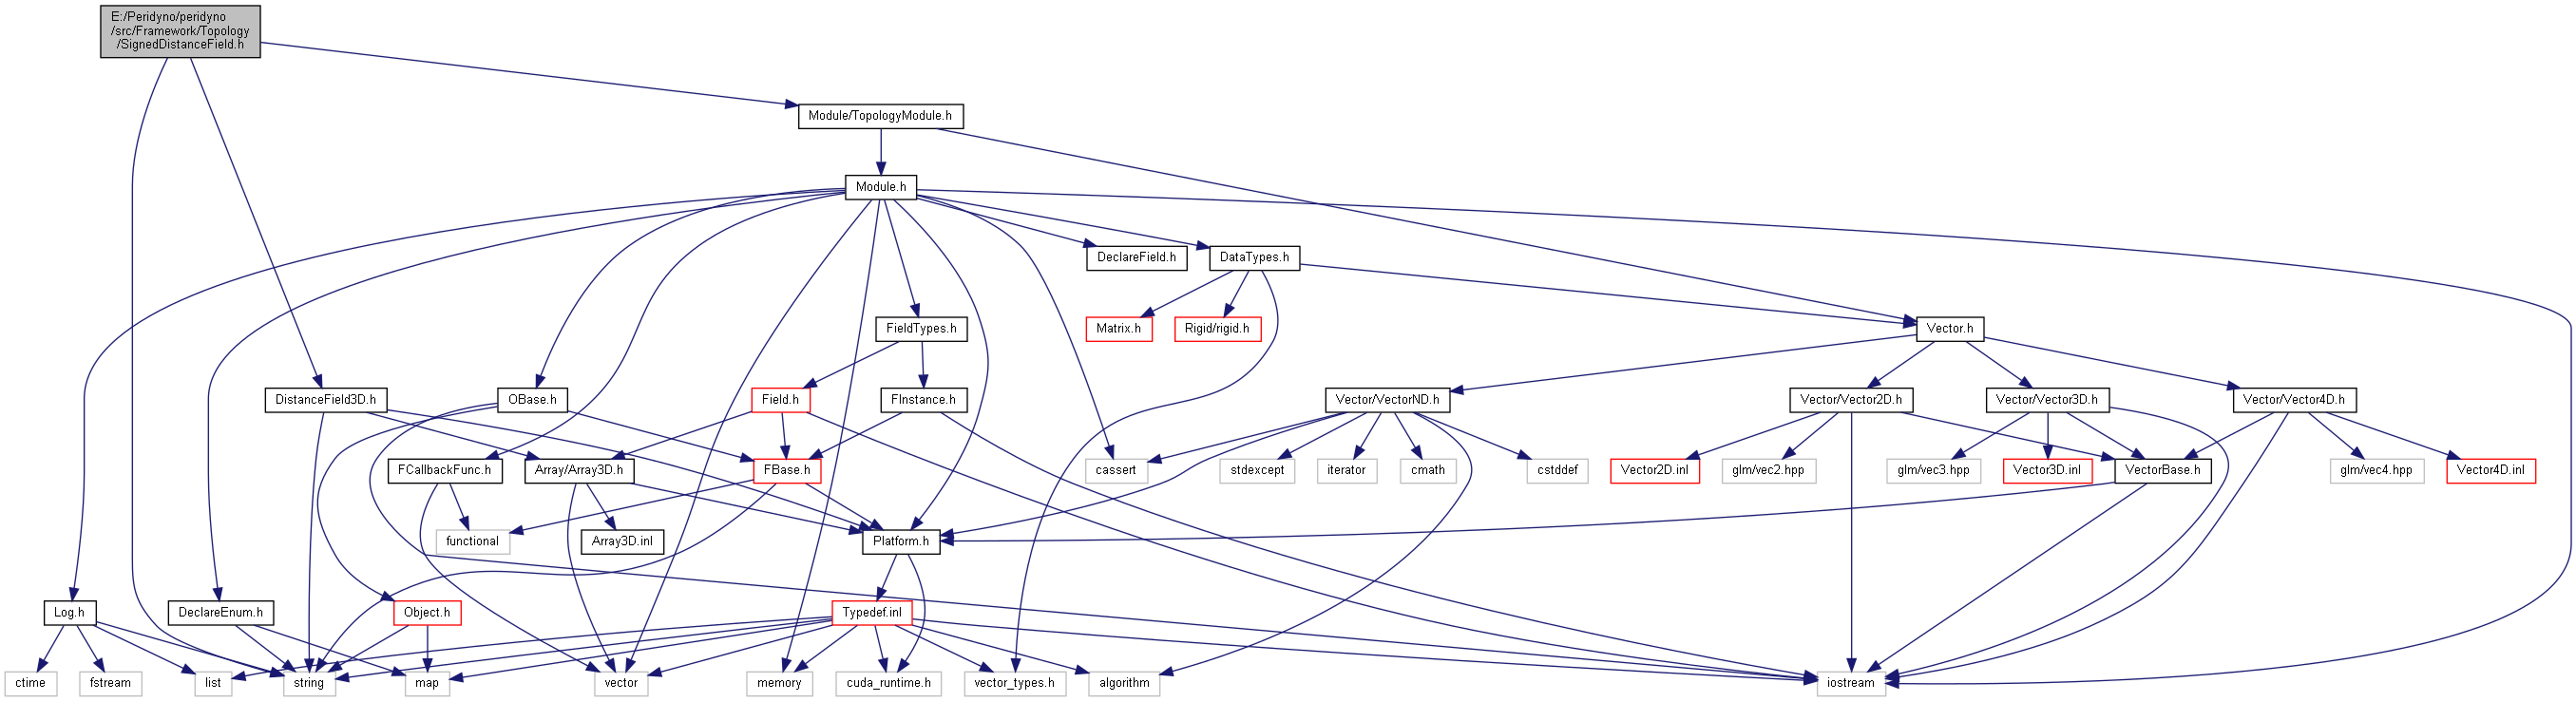 E:/Peridyno/peridyno
/src/Framework/Topology
/SignedDistanceField.h
Module/TopologyModule.h
Module.h
DeclareField.h
DataTypes.h
FieldTypes.h
Matrix.h
Rigid/rigid.h
Vector.h
DistanceField3D.h
OBase.h
Field.h
FInstance.h
Vector/VectorND.h
Vector/Vector2D.h
Vector/Vector3D.h
Vector/Vector4D.h
FCallbackFunc.h
Array/Array3D.h
FBase.h
cassert
stdexcept
iterator
cmath
cstddef
Vector2D.inl
glm/vec2.hpp
glm/vec3.hpp
Vector3D.inl
VectorBase.h
glm/vec4.hpp
Vector4D.inl
functional
Array3D.inl
Platform.h
Log.h
DeclareEnum.h
Object.h
Typedef.inl
ctime
fstream
list
string
map
vector
memory
cuda_runtime.h
vector_types.h
algorithm
iostream